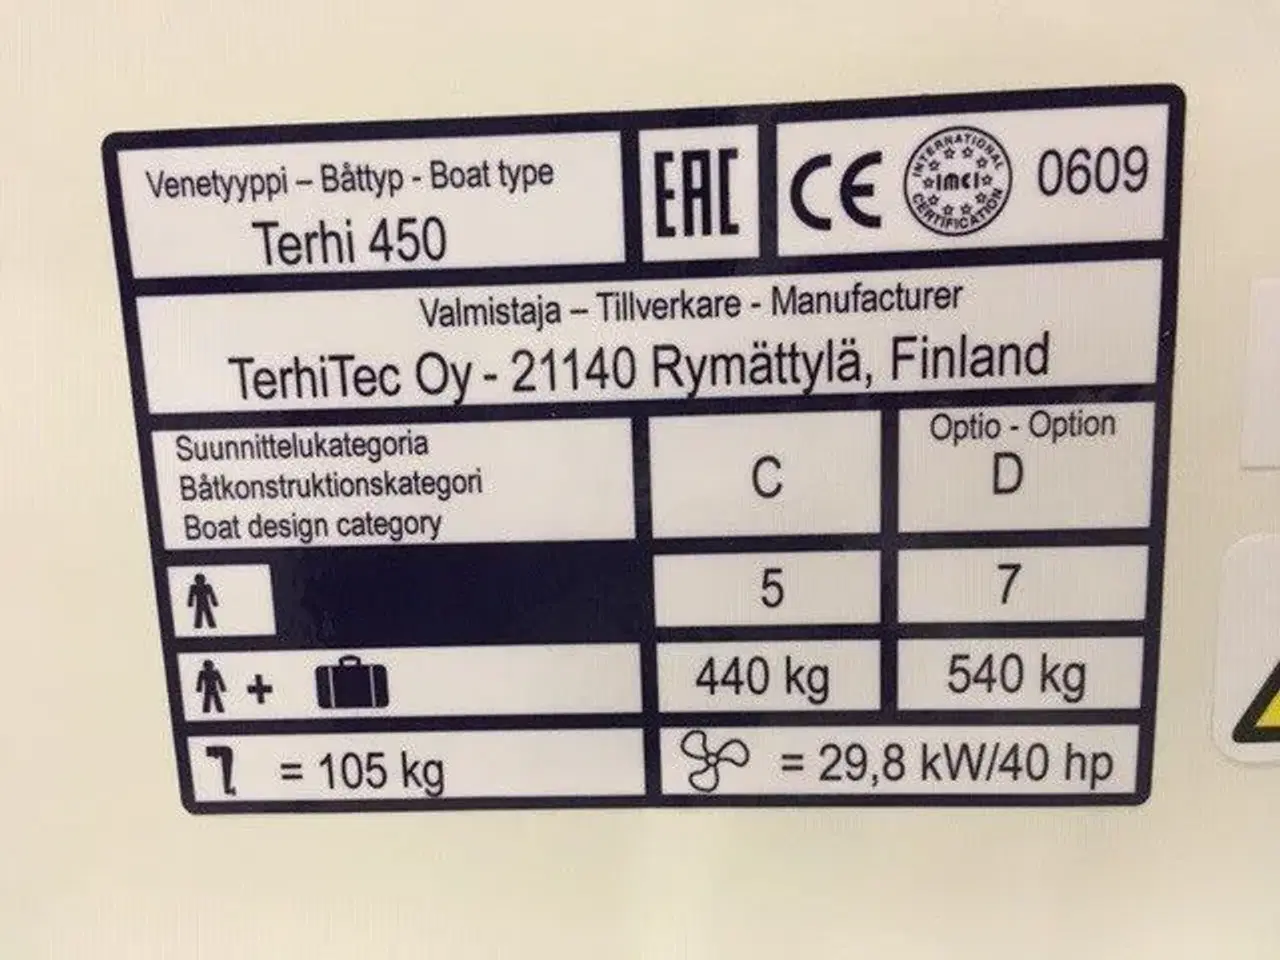 Venetyyppi – Båttyp - Boat type
Terhi 450
EAC
CE
INTERNATIONAL
IMCI
CERTIFICATION
0609
Valmistaja – Tillverkare - Manufacturer
TerhiTec Oy - 21140 Rymättylä, Finland
Suunnittelukategoria
Båtkonstruktionskategori
Boat design category
C
Optio - Option
D
5
7
+
440 kg
540 kg
= 105 kg
= 29,8 kW/40 hp